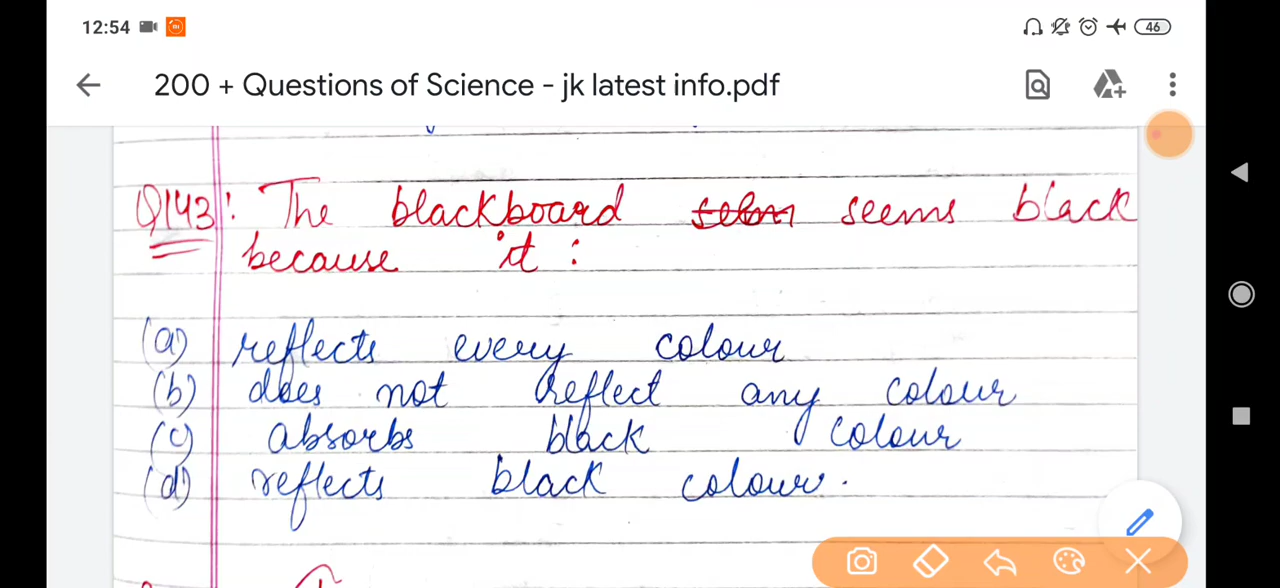 12:54 46
200 + Questions of Science - jk latest info.pdf
Q143: The blackboard seems black
because it :
(a) reflects every colour
(b) does not reflect any colour
(c) absorbs black colour
(d) reflects black colour.